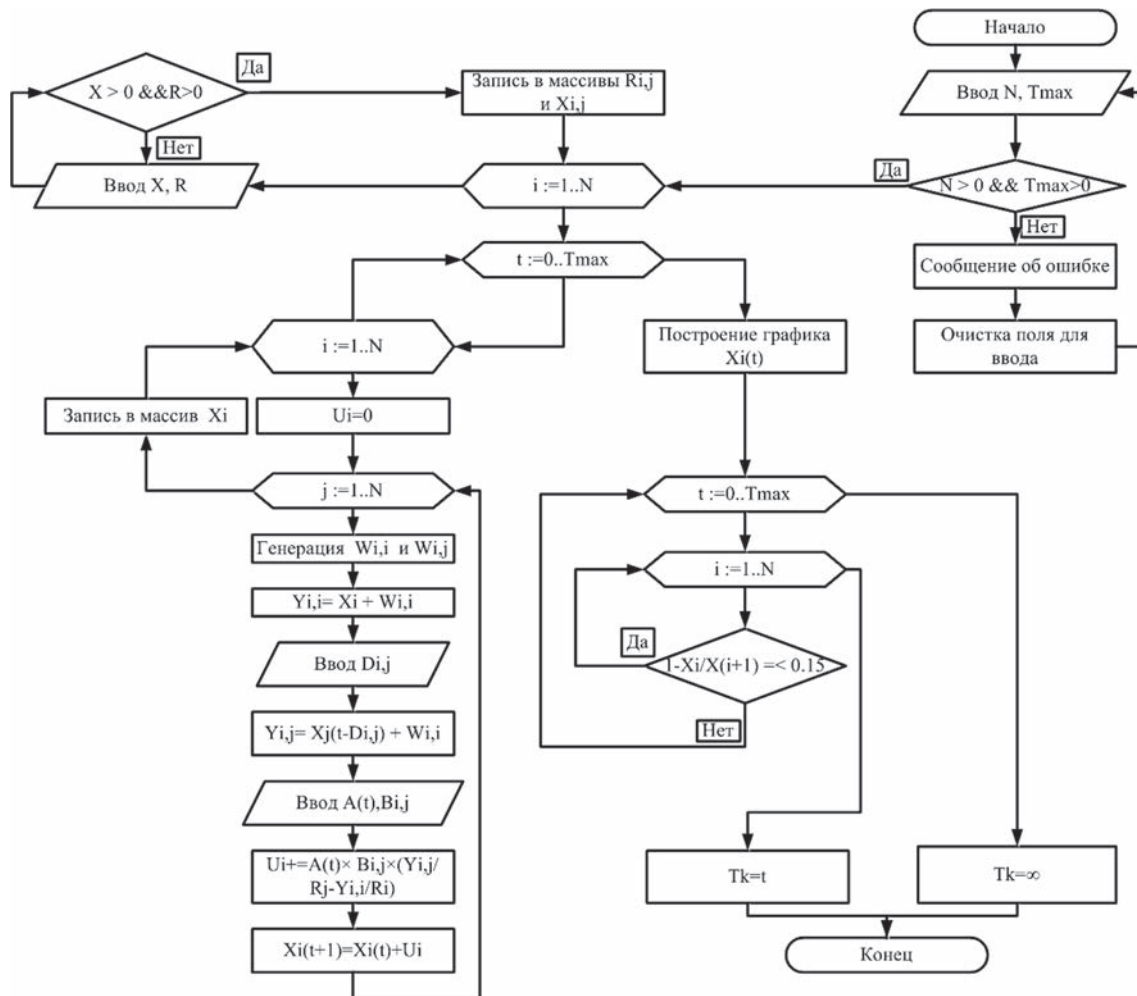 Начало
Ввод N, Tmax
N > 0 && Tmax>0
Да
Нет
Сообщение об ошибке
Очистка поля для
ввода
X > 0 &&R>0
Да
Нет
Ввод X, R
Запись в массивы Ri,j
и Xi,j
i :=1..N
t :=0..Tmax
i :=1..N
Запись в массив Xi
Ui=0
j :=1..N
Генерация Wi,i и Wi,j
Yi,i= Xi + Wi,i
Ввод Di,j
Yi,j= Xj(t-Di,j) + Wi,i
Ввод A(t),Bi,j
Ui+=A(t)× Bi,j×(Yi,j/
Rj-Yi,i/Ri)
Xi(t+1)=Xi(t)+Ui
Построение графика
Xi(t)
t :=0..Tmax
i :=1..N
Да
1-Xi/X(i+1) =< 0.15
Нет
Tk=t
Tk=∞
Конец